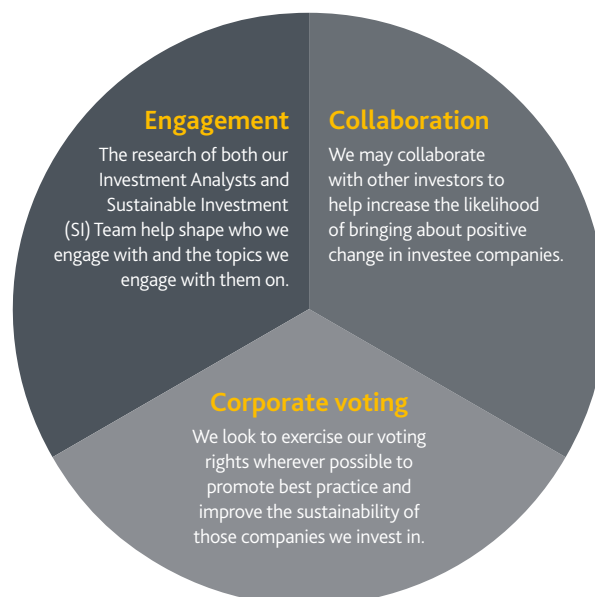 Engagement
The research of both our
Investment Analysts and
Sustainable Investment
(SI) Team help shape who we
engage with and the topics we
engage with them on.
Collaboration
We may collaborate
with other investors to
help increase the likelihood
of bringing about positive
change in investee companies.
Corporate voting
We look to exercise our voting
rights wherever possible to
promote best practice and
improve the sustainability of
those companies we invest in.